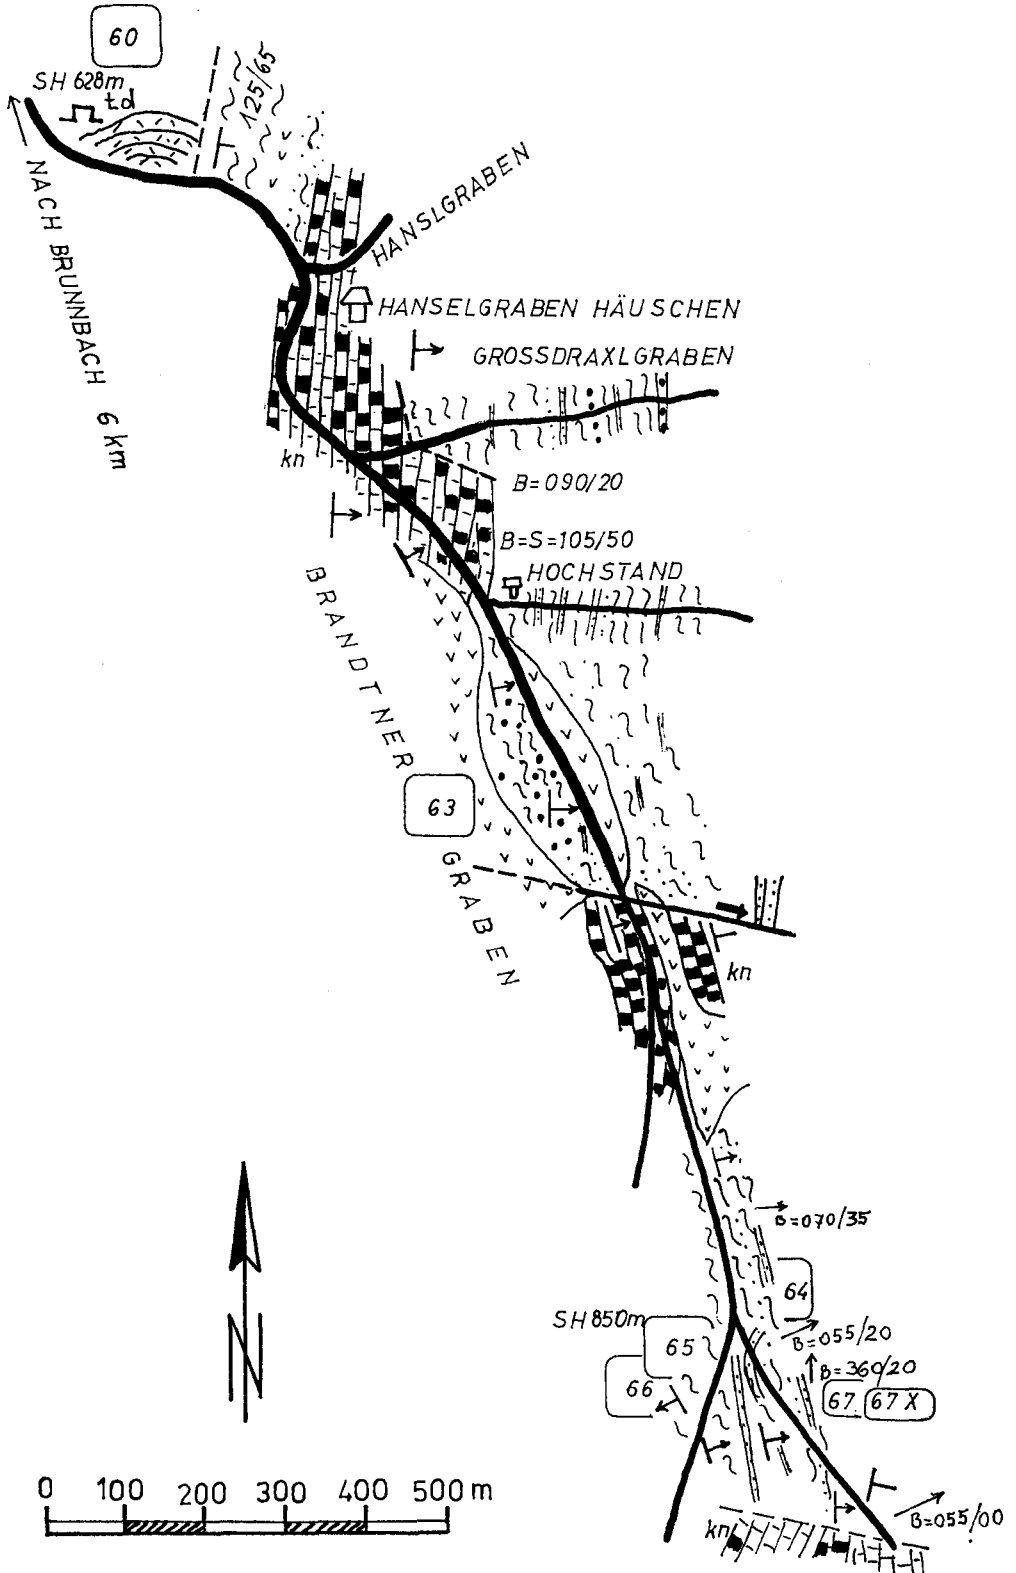 60
SH 628m
td
125/65
NACH BRUNNBACH 6 km
HANSLGRABEN
HANSELGRABEN HÄUSCHEN
GROSSDRAXLGRABEN
kn
B=090/20
B=S=105/50
HOCHSTAND
BRANDTNER GRABEN
63
kn
B=070/35
64
SH 850m
65
B=055/20
B=360/20
66
67
67 X
N
0 100 200 300 400 500 m
B=055/00
kn